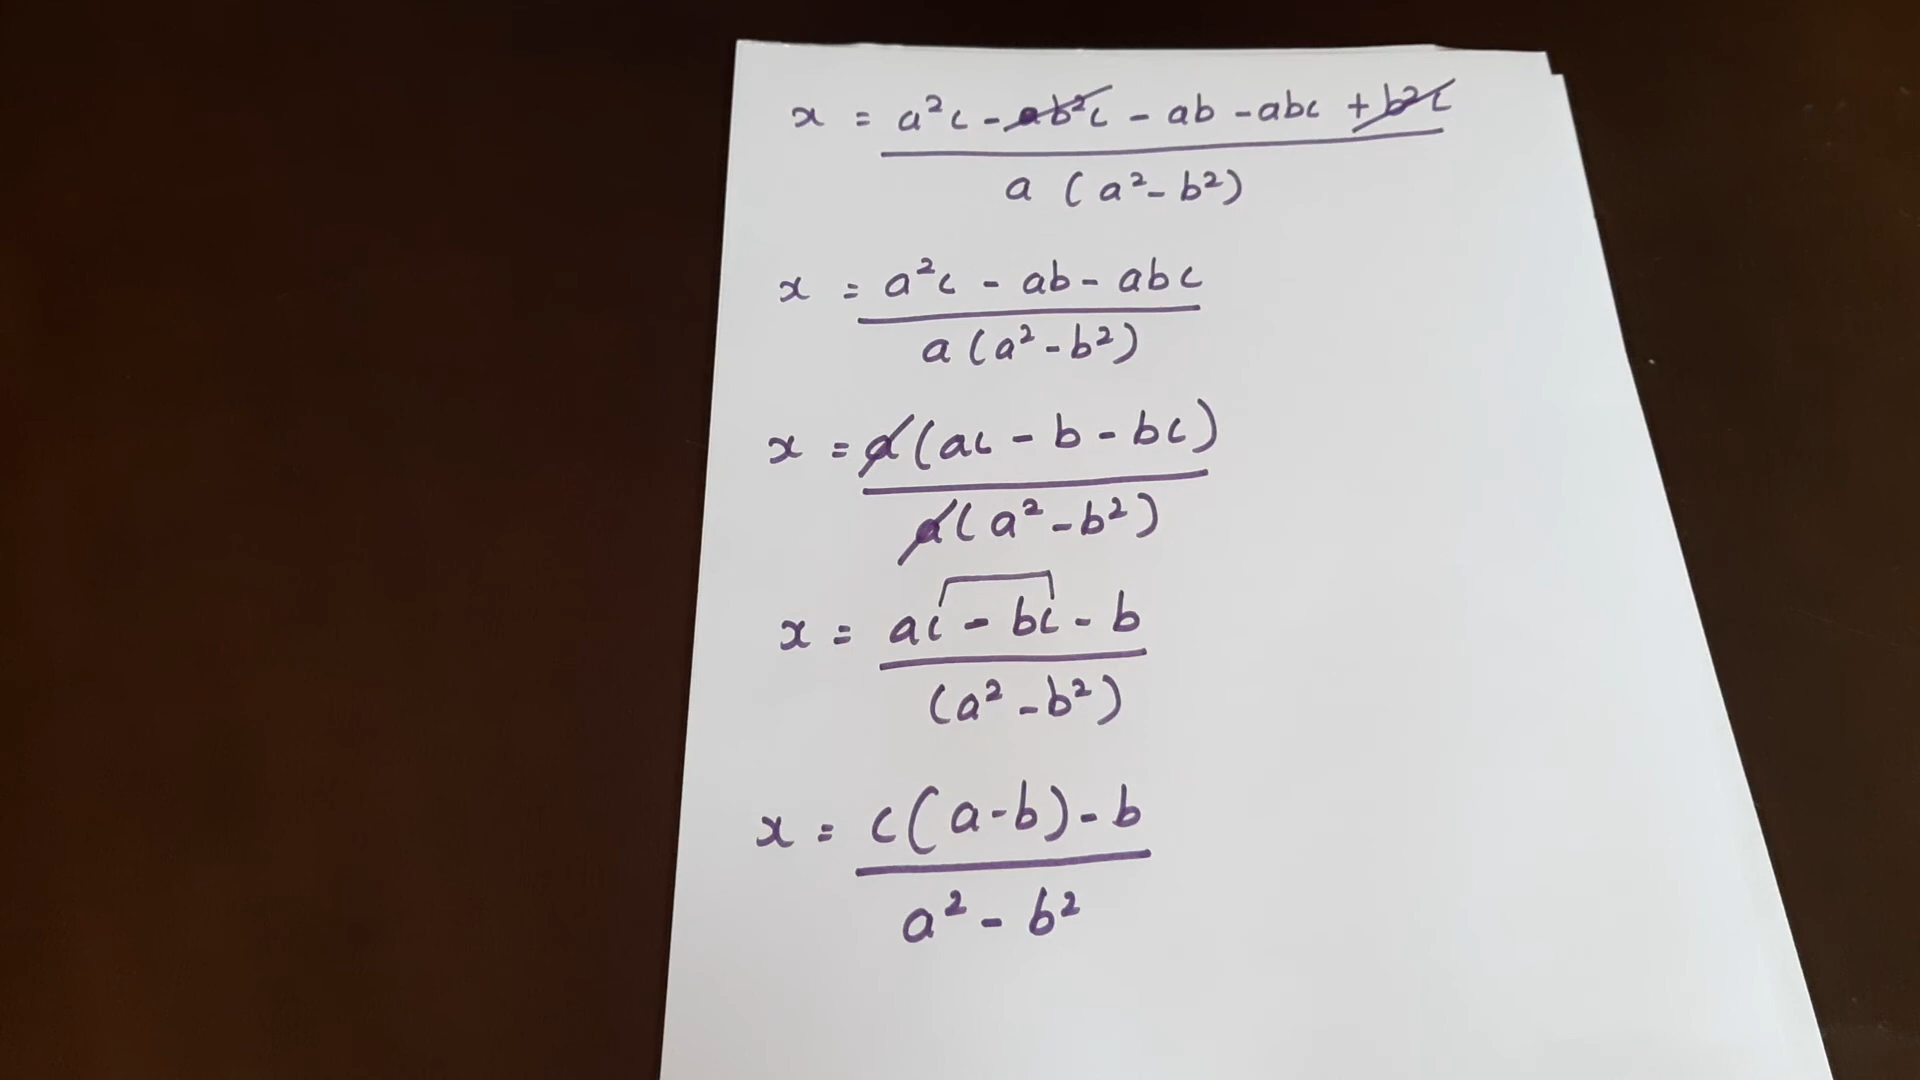 x = a²c - ab²c - ab - abc + b²c
a (a² - b²)
x = a²c - ab - abc
a (a² - b²)
x = a(ac - b - bc)
a(a² - b²)
x = ac - bc - b
(a² - b²)
x = c(a-b) - b
a² - b²